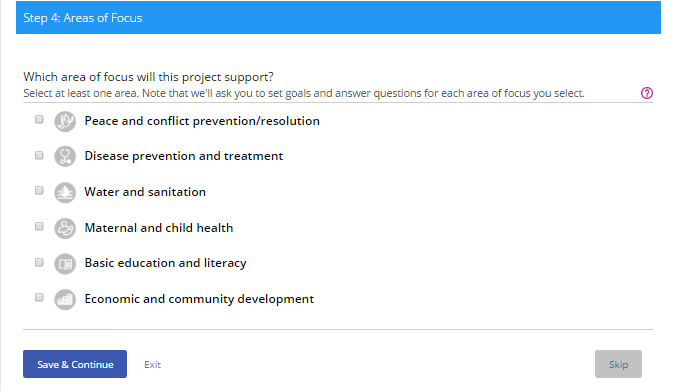 Step 4: Areas of Focus
Which area of focus will this project support?
Select at least one area. Note that we'll ask you to set goals and answer questions for each area of focus you select.
?
Peace and conflict prevention/resolution
Disease prevention and treatment
Water and sanitation
Maternal and child health
Basic education and literacy
Economic and community development
Save & Continue Exit Skip